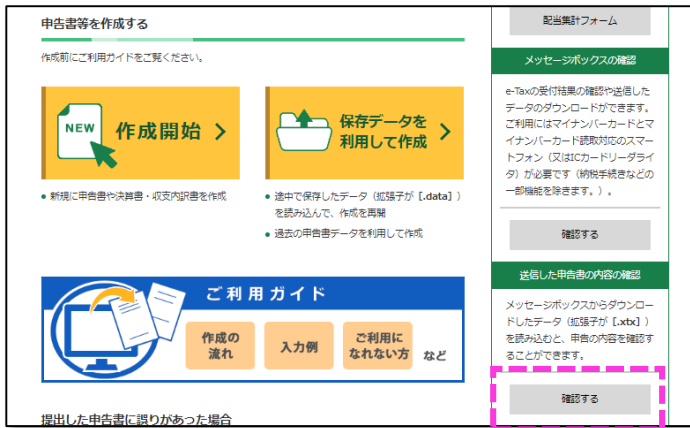 申告書等を作成する
作成前にご利用ガイドをご覧ください。
NEW
作成開始
保存データを
利用して作成
● 新規に申告書や決算書・収支内訳書を作成
● 途中で保存したデータ（拡張子が【.data】）
を読み込んで、作成を再開
● 過去の申告書データを利用して作成
ご利用ガイド
作成の
流れ
入力例
ご利用に
なれない方
など
提出した申告書に誤りがあった場合
配当集計フォーム
メッセージボックスの確認
e-Taxの受付結果の確認や送信した
データのダウンロードができます。
ご利用にはマイナンバーカードとマ
イナンバーカード読取対応のスマー
トフォン（又はICカードリーダライ
タ）が必要です（納税手続きなどの
一部機能を除きます。）。
確認する
送信した申告書の内容の確認
メッセージボックスからダウンロー
ドしたデータ（拡張子が【.xtx】）
を読み込むと、申告の内容を確認す
ることができます。
確認する